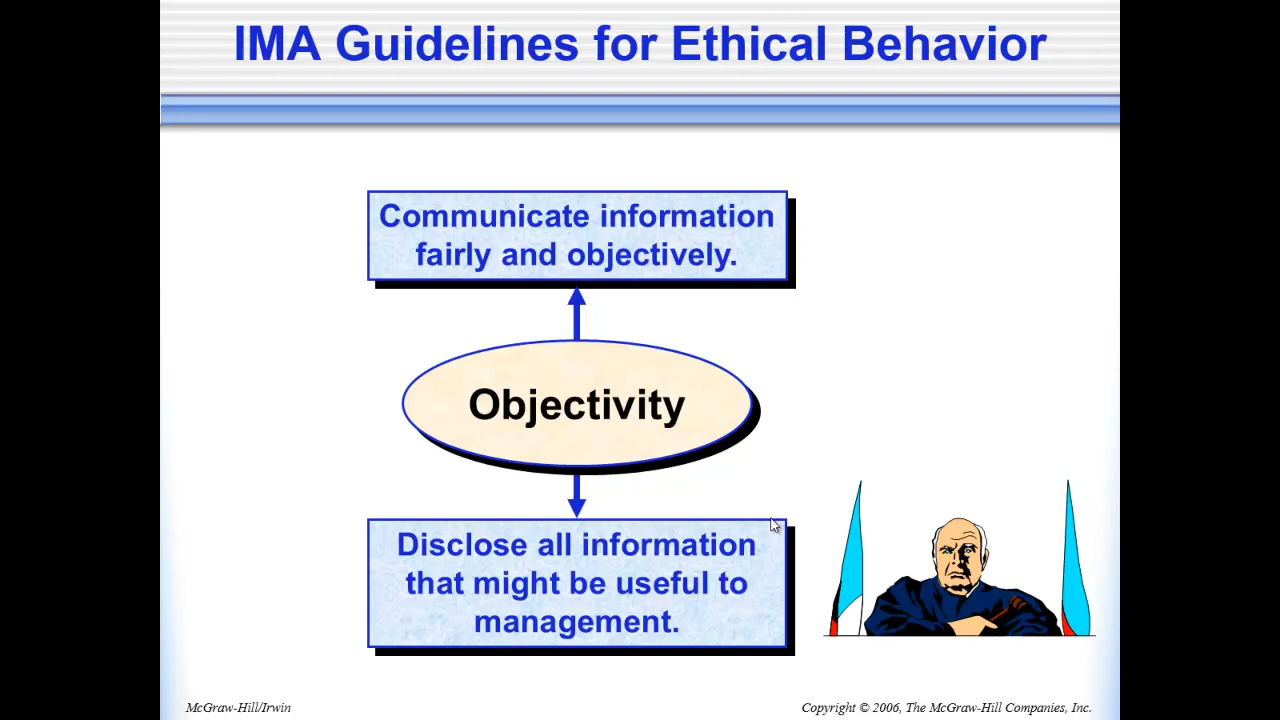 IMA Guidelines for Ethical Behavior
Communicate information
fairly and objectively.
Objectivity
Disclose all information
that might be useful to
management.
McGraw-Hill/Irwin
Copyright © 2006, The McGraw-Hill Companies, Inc.